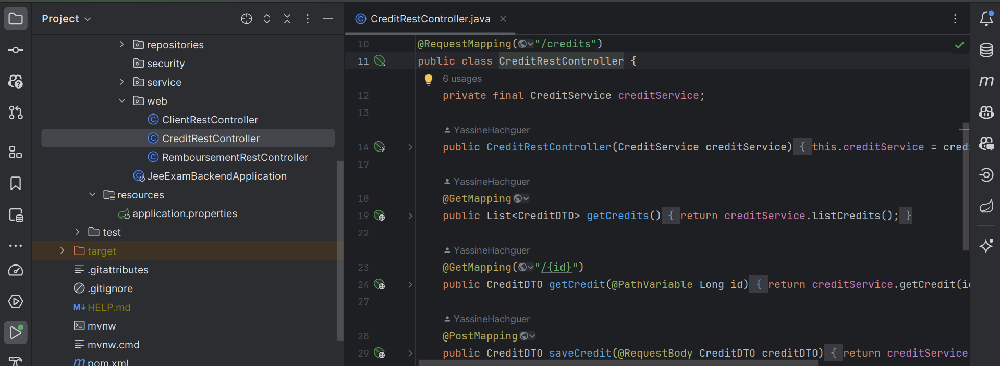 Project
repositories
security
service
web
ClientRestController
CreditRestController
RemboursementRestController
JeeExamBackendApplication
resources
application.properties
test
target
.gitattributes
.gitignore
M↓ HELP.md
mvnw
mvnw.cmd
m pom.xml
CreditRestController.java
10 @RequestMapping("/credits")
11 public class CreditRestController {
6 usages
12 private final CreditService creditService;
13
YassineHachguer
14 public CreditRestController(CreditService creditService) { this.creditService = cred
17
YassineHachguer
18 @GetMapping
19 public List<CreditDTO> getCredits() { return creditService.listCredits(); }
22
YassineHachguer
23 @GetMapping("/{id}")
24 public CreditDTO getCredit(@PathVariable Long id) { return creditService.getCredit(id
27
YassineHachguer
28 @PostMapping
29 public CreditDTO saveCredit(@RequestBody CreditDTO creditDTO) { return creditService
m